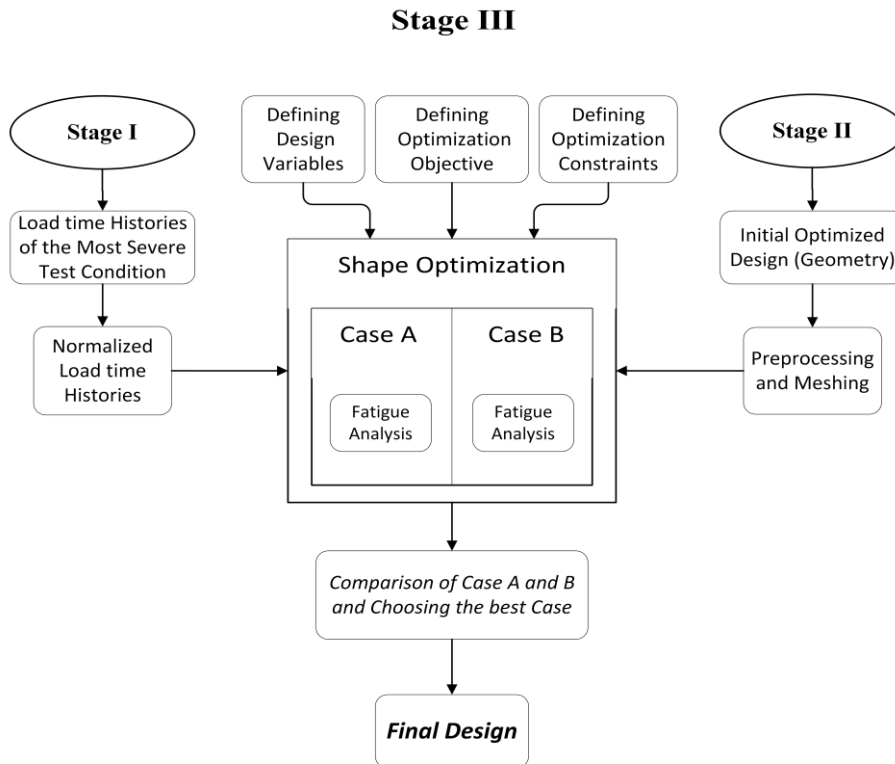 Stage III
Stage I
Defining
Design
Variables
Defining
Optimization
Objective
Defining
Optimization
Constraints
Stage II
Load time Histories
of the Most Severe
Test Condition
Initial Optimized
Design (Geometry)
Shape Optimization
Normalized
Load time
Histories
Case A
Case B
Preprocessing
and Meshing
Fatigue
Analysis
Fatigue
Analysis
Comparison of Case A and B
and Choosing the best Case
Final Design